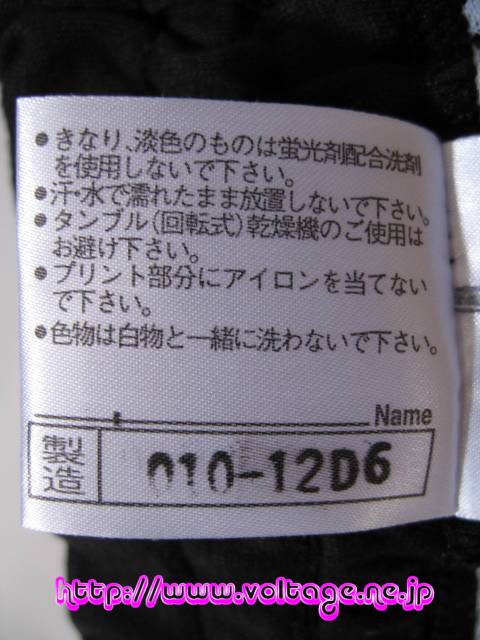 ●きなり、淡色のものは蛍光剤配合洗剤
を使用しないで下さい。
●汗・水で濡れたまま放置しないで下さい。
●タンブル(回転式)乾燥機のご使用は
お避け下さい。
●プリント部分にアイロンを当てない
で下さい。
●色物は白物と一緒に洗わないで下さい。
Name
製造 010-12D6
http://www.voltage.ne.jp